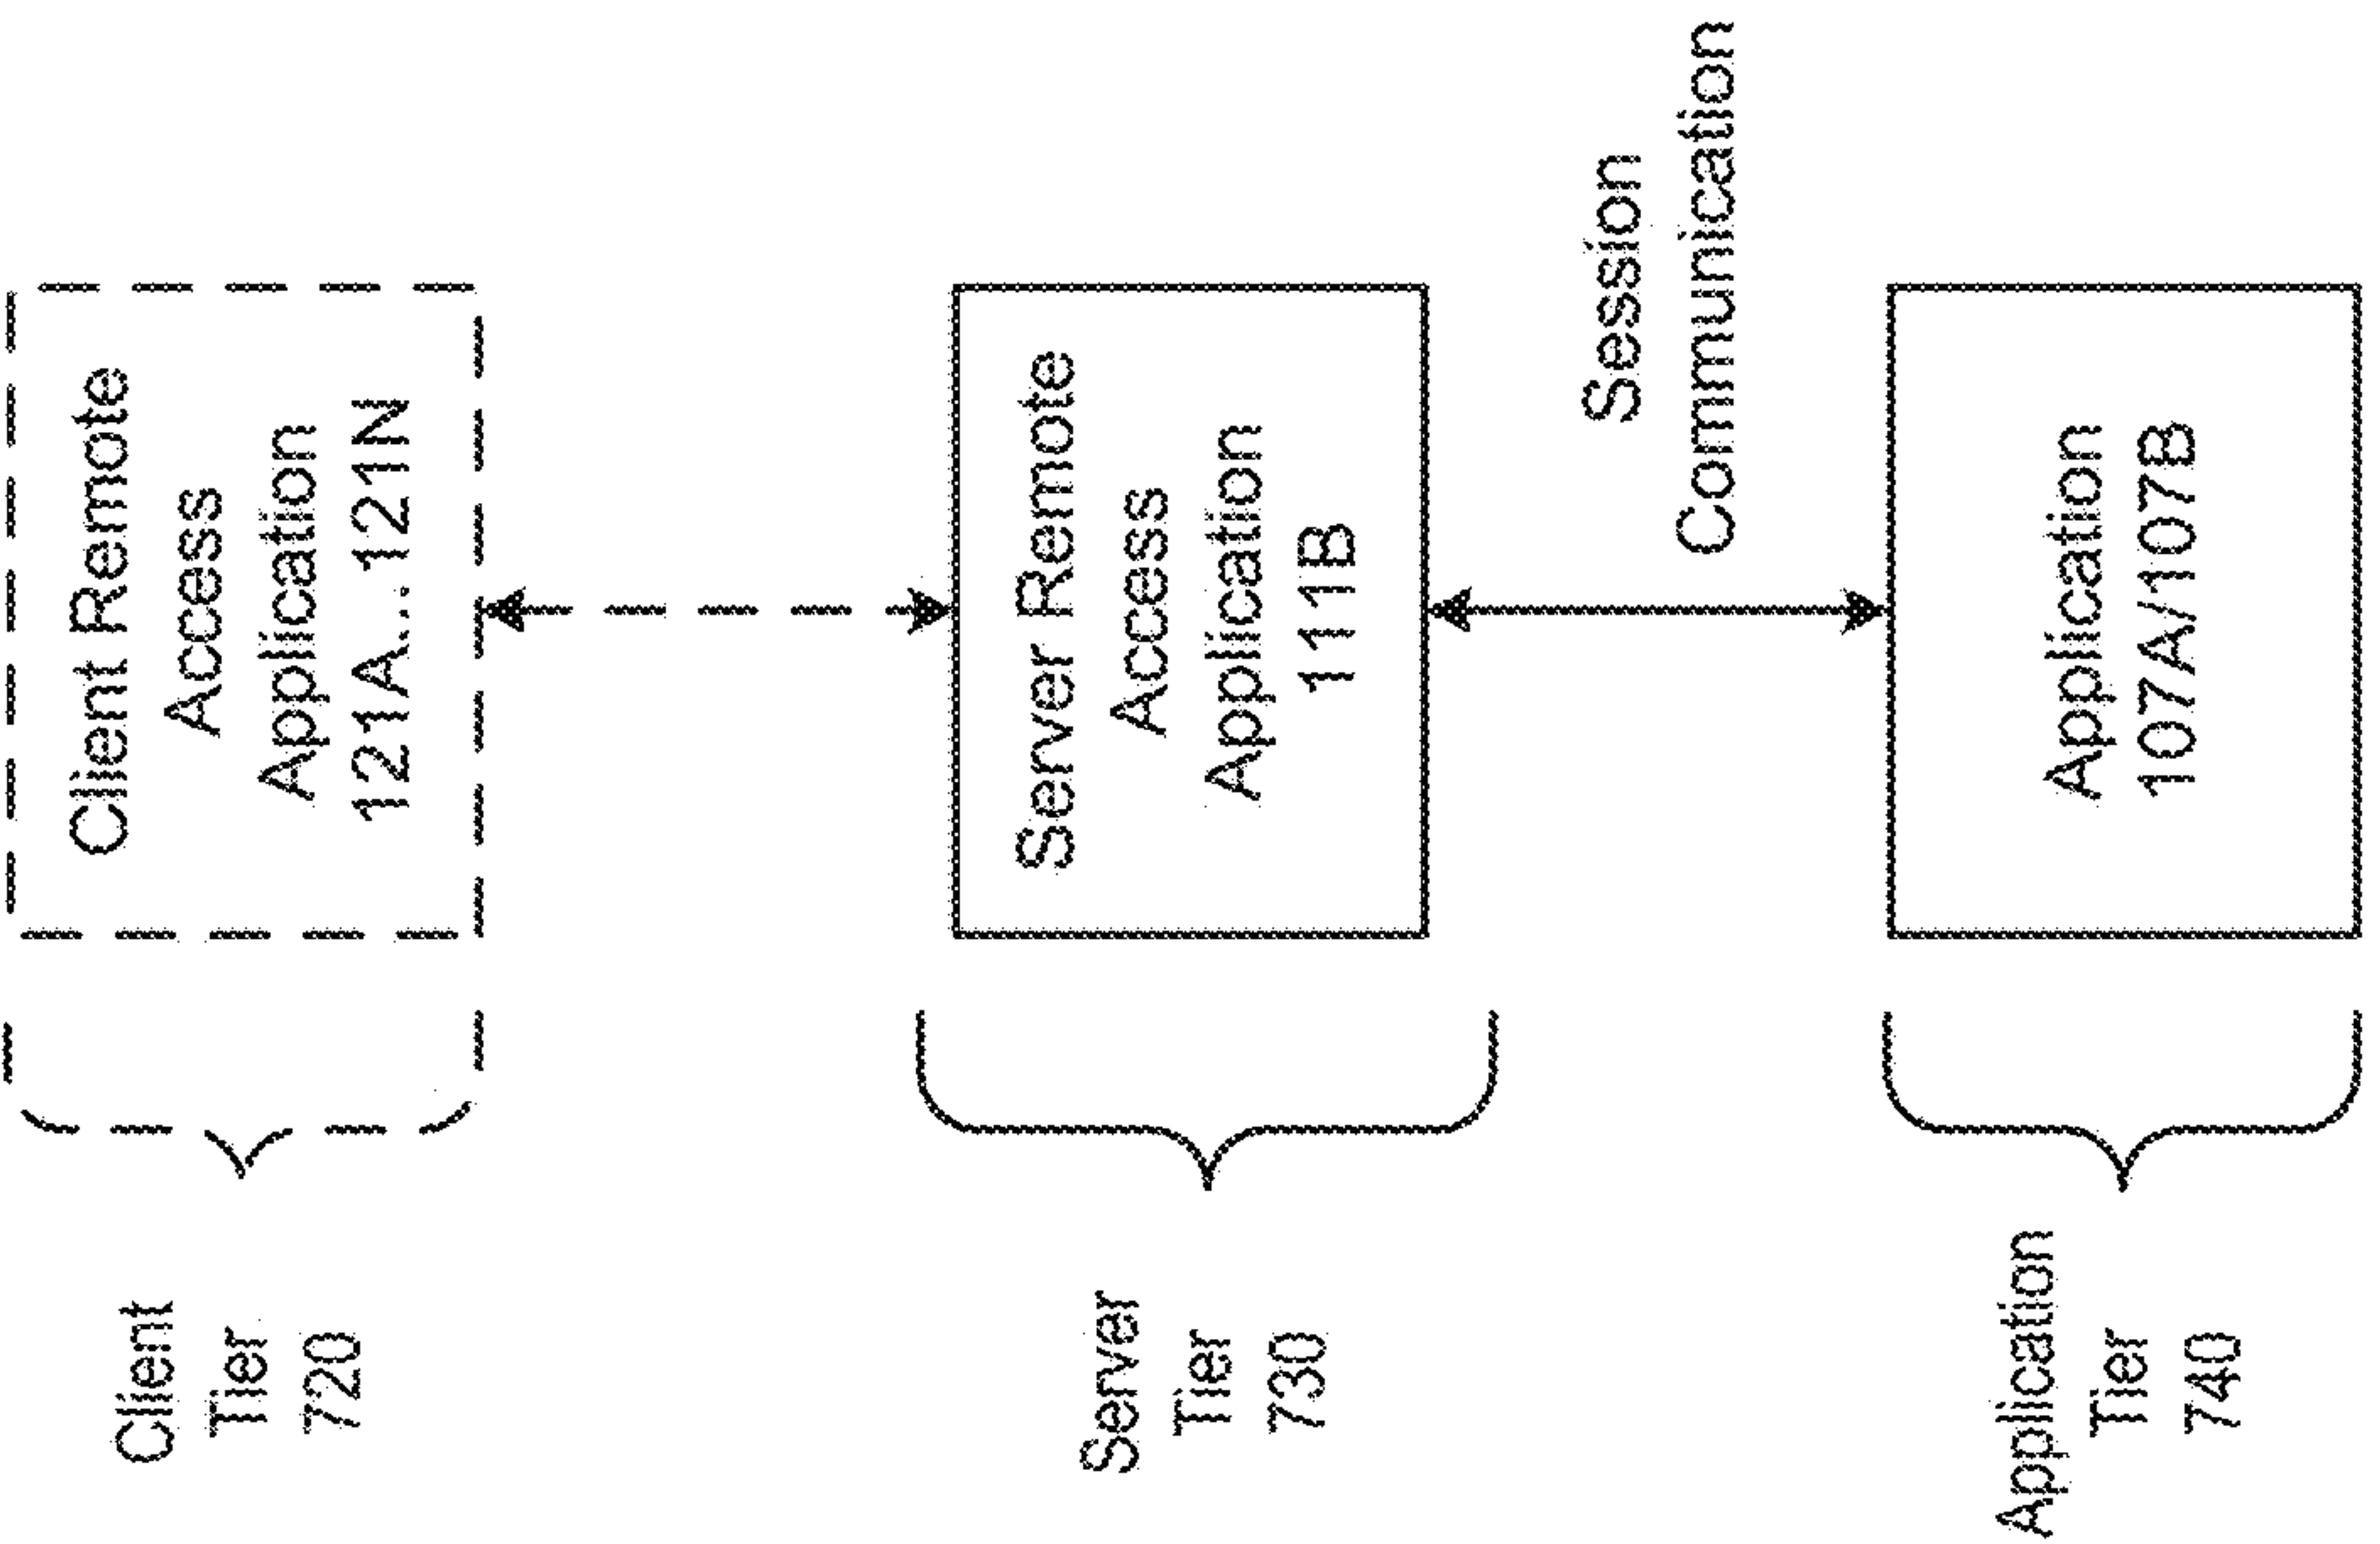 Client Remote
Access
Application
121A.. 121N
Client
Tier
720
Server Remote
Access
Application
111B
Server
Tier
730
Session
Communication
Application
107A/107B
Application
Tier
740